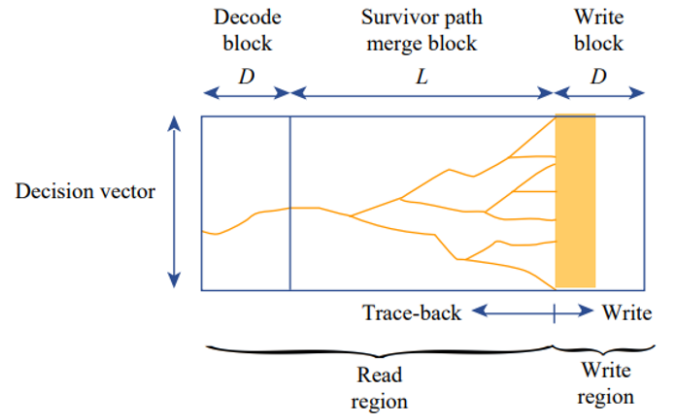 Decode
block
D
Survivor path
merge block
L
Write
block
D
Decision vector
Trace-back
Write
Read
region
Write
region